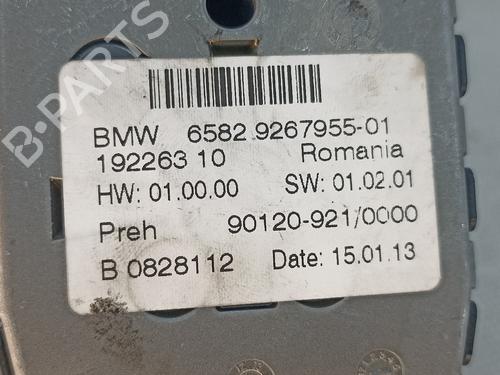 BMW 6582 9267955-01
192263 10 Romania
HW: 01.00.00 SW: 01.02.01
Preh 90120-921/0000
B 0828112 Date: 15.01.13
B-PARTS